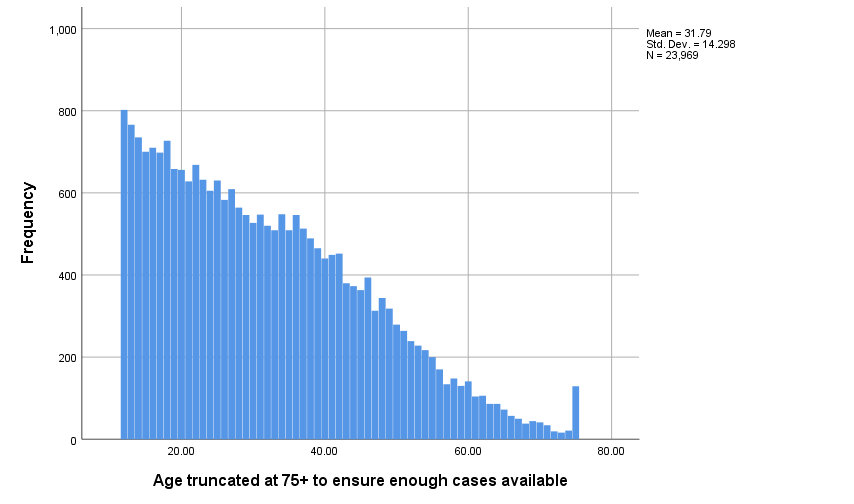 1,000
800
600
400
200
0
Frequency
20.00
40.00
60.00
80.00
Age truncated at 75+ to ensure enough cases available
Mean = 31.79
Std. Dev. = 14.298
N = 23,969